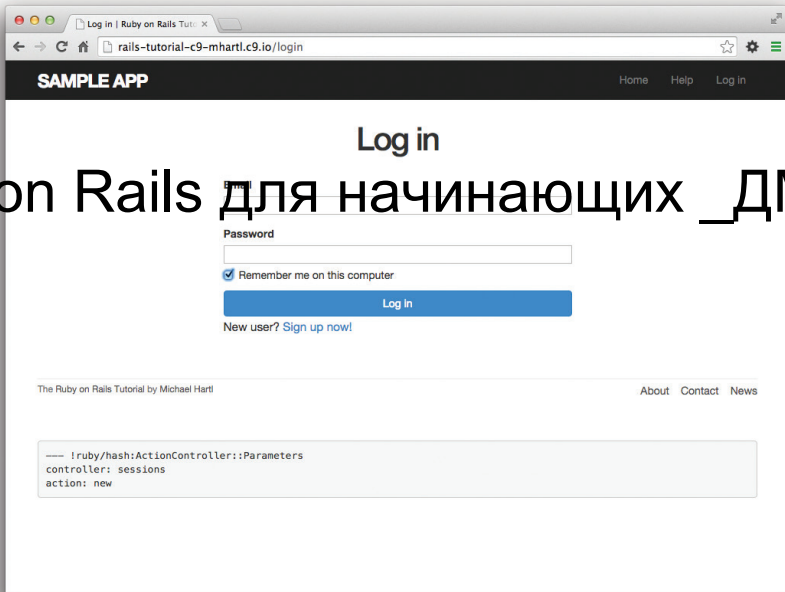 Log in | Ruby on Rails Tuto
rails-tutorial-c9-mhartl.c9.io/login
SAMPLE APP
Home Help Log in
Log in
Email
on Rails для начинающих _ДМ
Password
Remember me on this computer
Log in
New user? Sign up now!
The Ruby on Rails Tutorial by Michael Hartl
About Contact News
--- !ruby/hash:ActionController::Parameters
controller: sessions
action: new